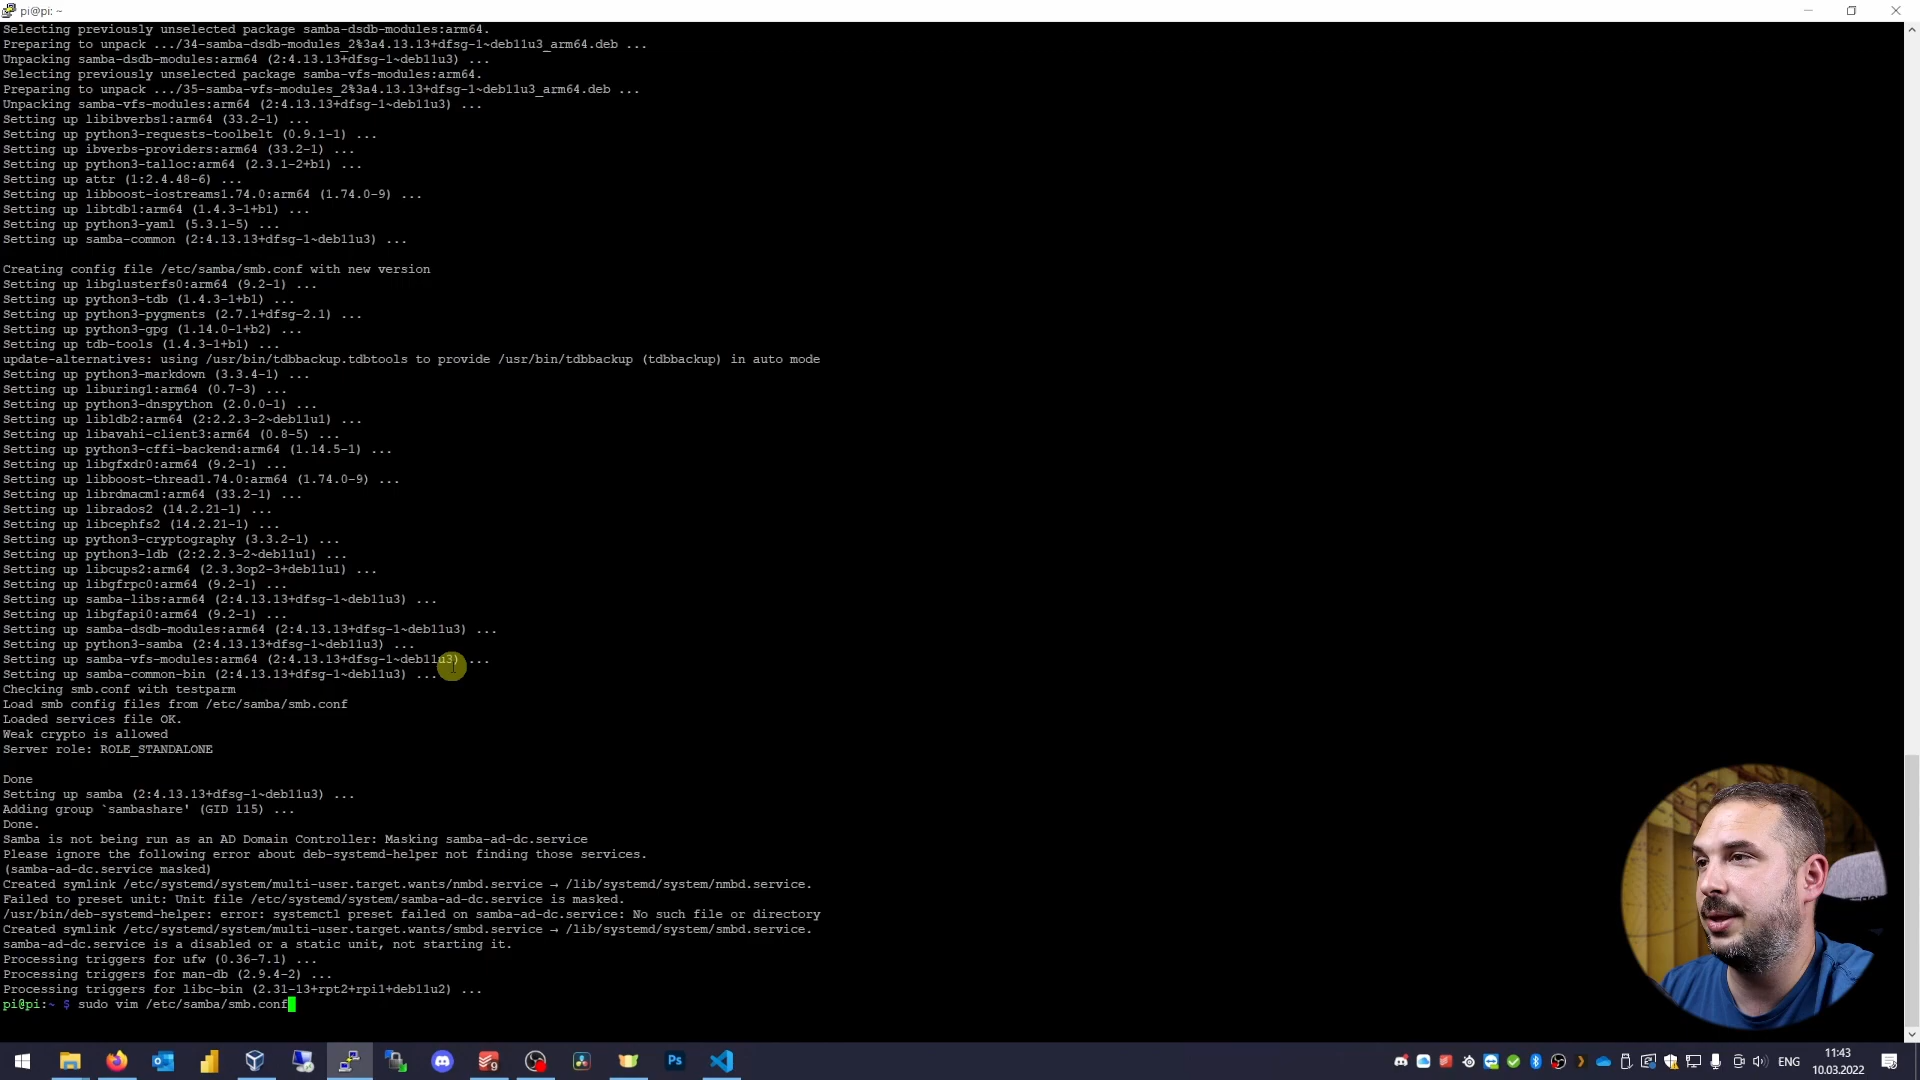 pi@pi: ~
Selecting previously unselected package samba-dsdb-modules:arm64.
Preparing to unpack .../34-samba-dsdb-modules_2%3a4.13.13+dfsg-1~deb11u3_arm64.deb ...
Unpacking samba-dsdb-modules:arm64 (2:4.13.13+dfsg-1~deb11u3) ...
Selecting previously unselected package samba-vfs-modules:arm64.
Preparing to unpack .../35-samba-vfs-modules_2%3a4.13.13+dfsg-1~deb11u3_arm64.deb ...
Unpacking samba-vfs-modules:arm64 (2:4.13.13+dfsg-1~deb11u3) ...
Setting up libibverbs1:arm64 (33.2-1) ...
Setting up python3-requests-toolbelt (0.9.1-1) ...
Setting up ibverbs-providers:arm64 (33.2-1) ...
Setting up python3-talloc:arm64 (2.3.1-2+b1) ...
Setting up attr (1:2.4.48-6) ...
Setting up libboost-iostreams1.74.0:arm64 (1.74.0-9) ...
Setting up libtdb1:arm64 (1.4.3-1+b1) ...
Setting up python3-yaml (5.3.1-5) ...
Setting up samba-common (2:4.13.13+dfsg-1~deb11u3) ...
Creating config file /etc/samba/smb.conf with new version
Setting up libglusterfs0:arm64 (9.2-1) ...
Setting up python3-tdb (1.4.3-1+b1) ...
Setting up python3-pygments (2.7.1+dfsg-2.1) ...
Setting up python3-gpg (1.14.0-1+b2) ...
Setting up tdb-tools (1.4.3-1+b1) ...
update-alternatives: using /usr/bin/tdbbackup.tdbtools to provide /usr/bin/tdbbackup (tdbbackup) in auto mode
Setting up python3-markdown (3.3.4-1) ...
Setting up liburing1:arm64 (0.7-3) ...
Setting up python3-dnspython (2.0.0-1) ...
Setting up libldb2:arm64 (2:2.2.3-2~deb11u1) ...
Setting up libavahi-client3:arm64 (0.8-5) ...
Setting up python3-cffi-backend:arm64 (1.14.5-1) ...
Setting up libgfxdr0:arm64 (9.2-1) ...
Setting up libboost-thread1.74.0:arm64 (1.74.0-9) ...
Setting up librdmacm1:arm64 (33.2-1) ...
Setting up librados2 (14.2.21-1) ...
Setting up libcephfs2 (14.2.21-1) ...
Setting up python3-cryptography (3.3.2-1) ...
Setting up python3-ldb (2:2.2.3-2~deb11u1) ...
Setting up libcups2:arm64 (2.3.3op2-3+deb11u1) ...
Setting up libgfrpc0:arm64 (9.2-1) ...
Setting up samba-libs:arm64 (2:4.13.13+dfsg-1~deb11u3) ...
Setting up libgfapi0:arm64 (9.2-1) ...
Setting up samba-dsdb-modules:arm64 (2:4.13.13+dfsg-1~deb11u3) ...
Setting up python3-samba (2:4.13.13+dfsg-1~deb11u3) ...
Setting up samba-vfs-modules:arm64 (2:4.13.13+dfsg-1~deb11u3) ...
Setting up samba-common-bin (2:4.13.13+dfsg-1~deb11u3) ...
Checking smb.conf with testparm
Load smb config files from /etc/samba/smb.conf
Loaded services file OK.
Weak crypto is allowed
Server role: ROLE_STANDALONE
Done
Setting up samba (2:4.13.13+dfsg-1~deb11u3) ...
Adding group `sambashare' (GID 115) ...
Done.
Samba is not being run as an AD Domain Controller: Masking samba-ad-dc.service
Please ignore the following error about deb-systemd-helper not finding those services.
(samba-ad-dc.service masked)
Created symlink /etc/systemd/system/multi-user.target.wants/nmbd.service → /lib/systemd/system/nmbd.service.
Failed to preset unit: Unit file /etc/systemd/system/samba-ad-dc.service is masked.
/usr/bin/deb-systemd-helper: error: systemctl preset failed on samba-ad-dc.service: No such file or directory
Created symlink /etc/systemd/system/multi-user.target.wants/smbd.service → /lib/systemd/system/smbd.service.
samba-ad-dc.service is a disabled or a static unit, not starting it.
Processing triggers for ufw (0.36-7.1) ...
Processing triggers for man-db (2.9.4-2) ...
Processing triggers for libc-bin (2.31-13+rpt2+rpi1+deb11u2) ...
pi@pi:~ $ sudo vim /etc/samba/smb.conf
Ps
ENG
11:43
10.03.2022